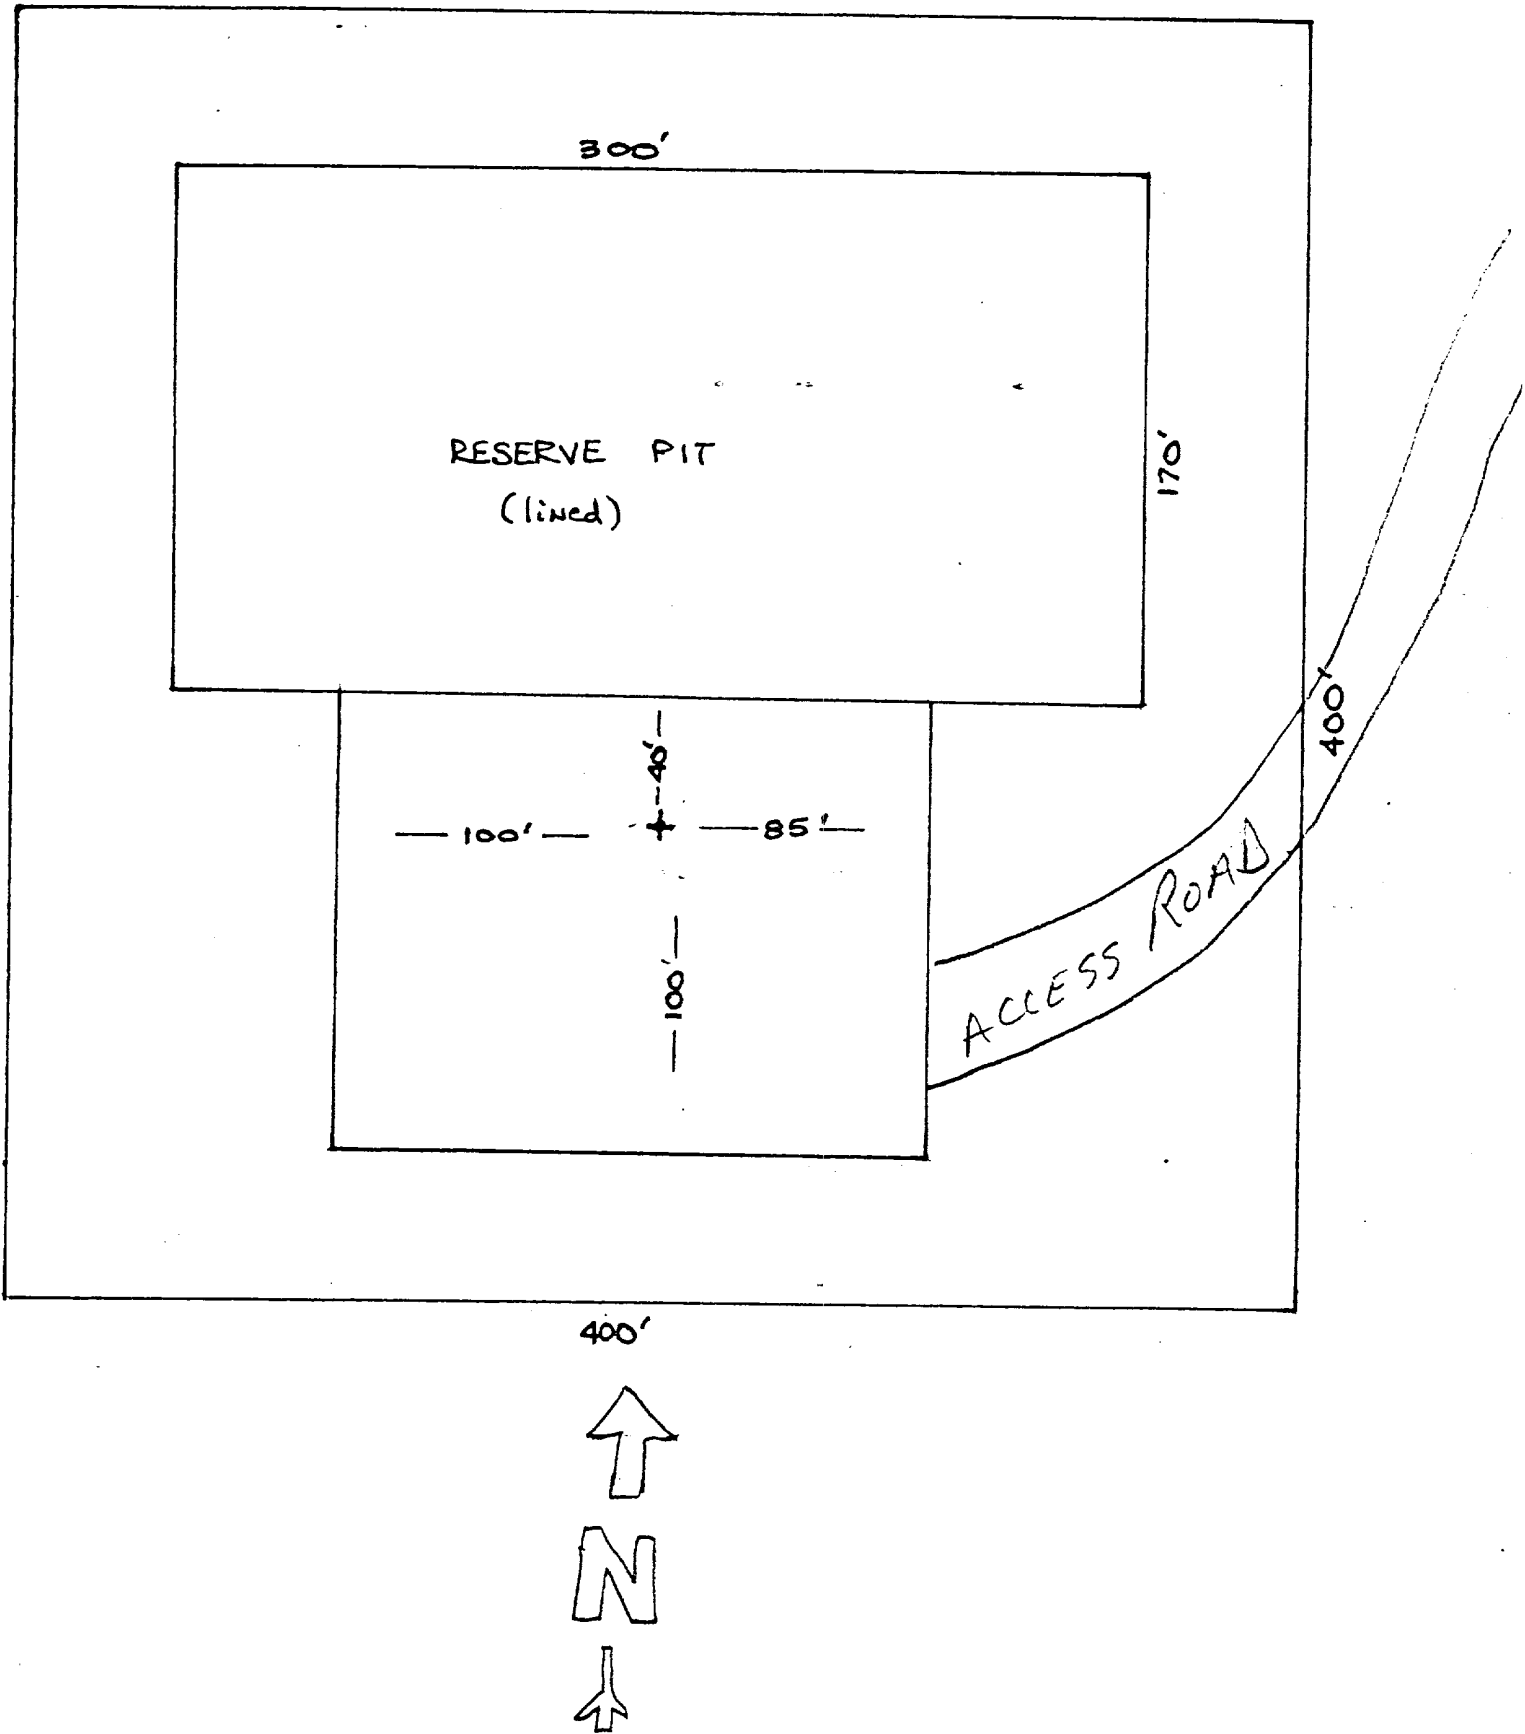 300'
RESERVE PIT
(lined)
170'
400'
40'
100'
85'
100'
ACCESS ROAD
400'
N